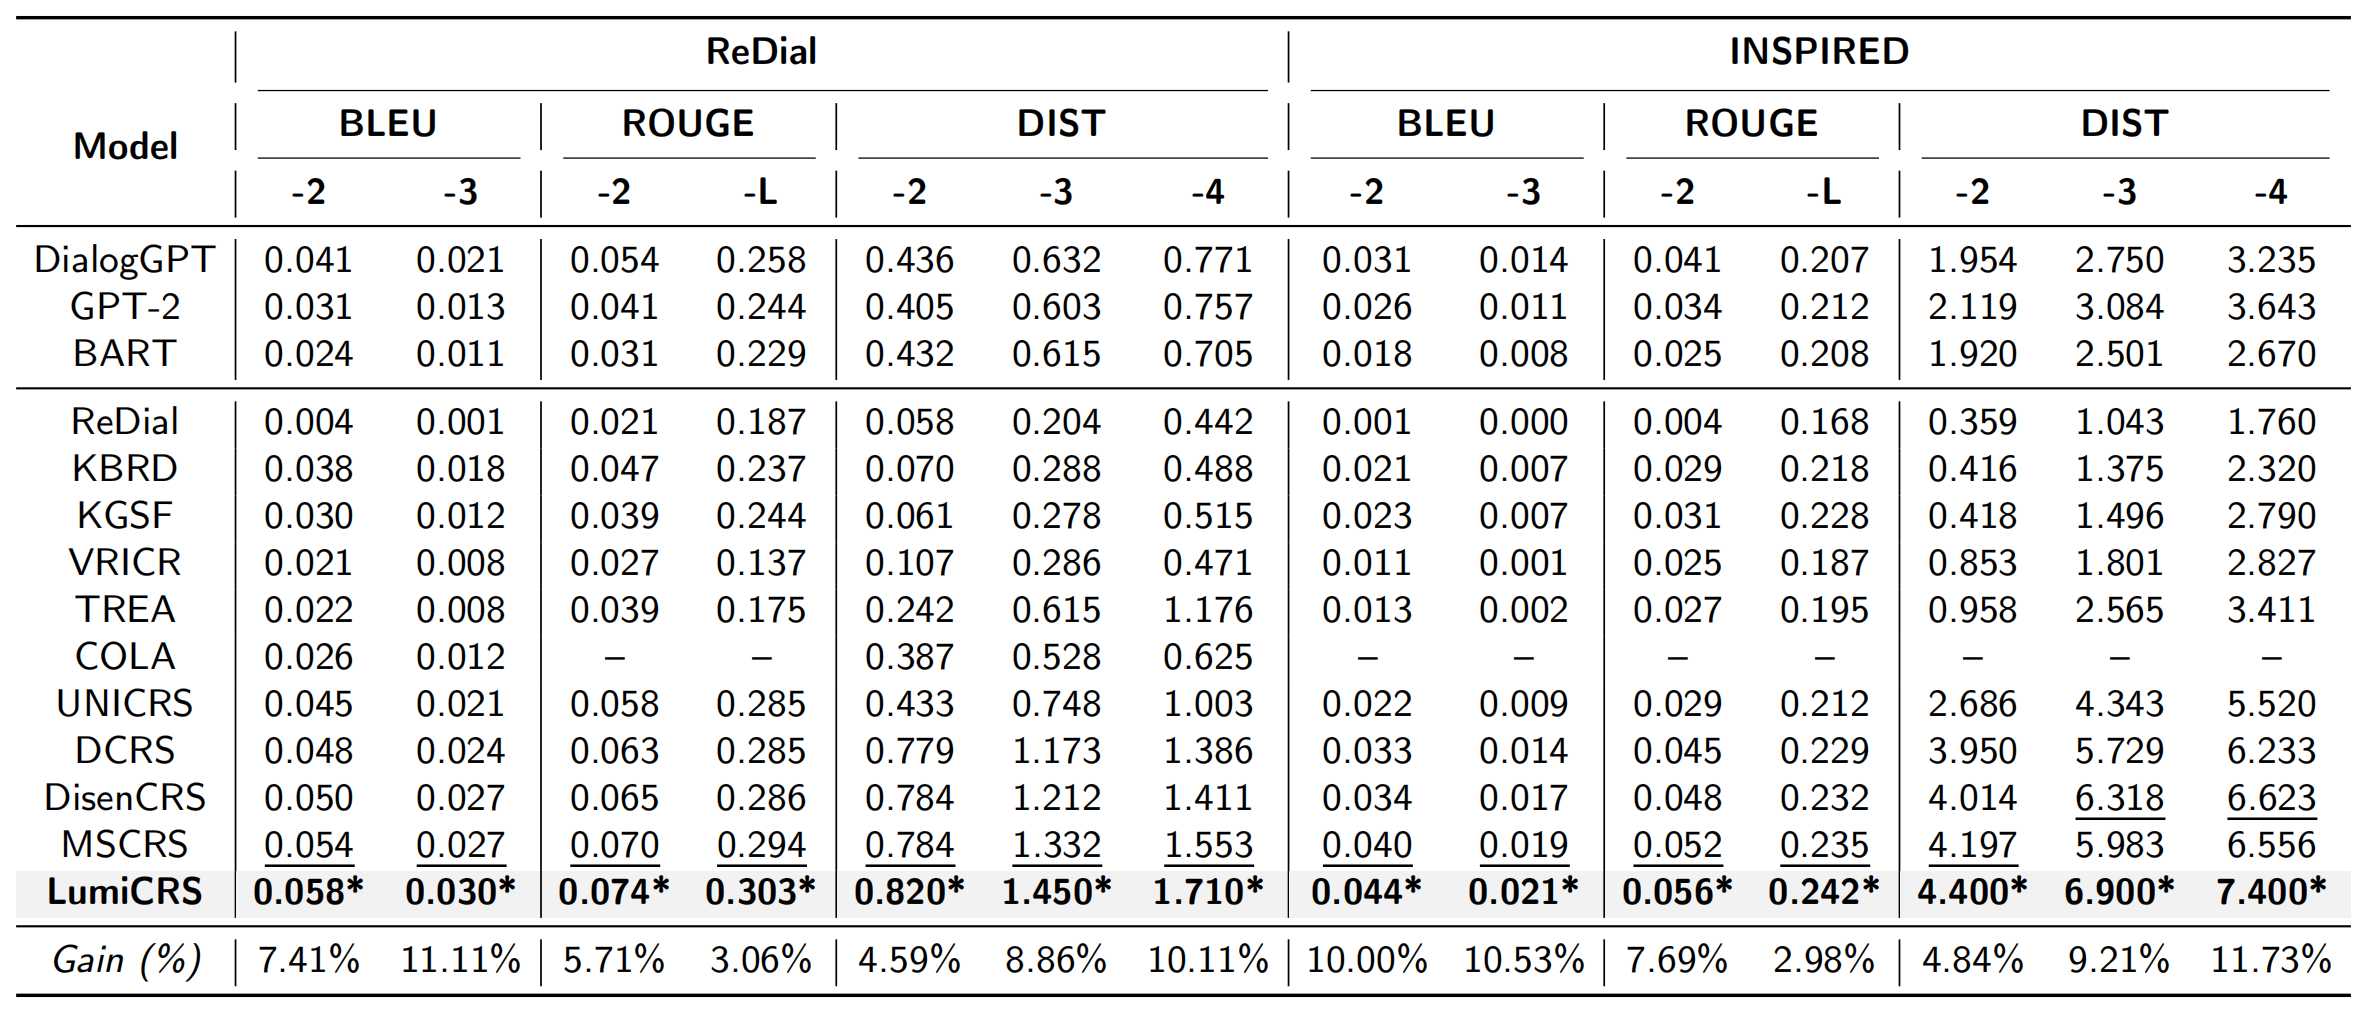 ReDial INSPIRED
Model BLEU ROUGE DIST BLEU ROUGE DIST
-2 -3 -2 -L -2 -3 -4 -2 -3 -2 -L -2 -3 -4
DialogGPT 0.041 0.021 0.054 0.258 0.436 0.632 0.771 0.031 0.014 0.041 0.207 1.954 2.750 3.235
GPT-2 0.031 0.013 0.041 0.244 0.405 0.603 0.757 0.026 0.011 0.034 0.212 2.119 3.084 3.643
BART 0.024 0.011 0.031 0.229 0.432 0.615 0.705 0.018 0.008 0.025 0.208 1.920 2.501 2.670
ReDial 0.004 0.001 0.021 0.187 0.058 0.204 0.442 0.001 0.000 0.004 0.168 0.359 1.043 1.760
KBRD 0.038 0.018 0.047 0.237 0.070 0.288 0.488 0.021 0.007 0.029 0.218 0.416 1.375 2.320
KGSF 0.030 0.012 0.039 0.244 0.061 0.278 0.515 0.023 0.007 0.031 0.228 0.418 1.496 2.790
VRICR 0.021 0.008 0.027 0.137 0.107 0.286 0.471 0.011 0.001 0.025 0.187 0.853 1.801 2.827
TREA 0.022 0.008 0.039 0.175 0.242 0.615 1.176 0.013 0.002 0.027 0.195 0.958 2.565 3.411
COLA 0.026 0.012 – – 0.387 0.528 0.625 – – – – – – –
UNICRS 0.045 0.021 0.058 0.285 0.433 0.748 1.003 0.022 0.009 0.029 0.212 2.686 4.343 5.520
DCRS 0.048 0.024 0.063 0.285 0.779 1.173 1.386 0.033 0.014 0.045 0.229 3.950 5.729 6.233
DisenCRS 0.050 0.027 0.065 0.286 0.784 1.212 1.411 0.034 0.017 0.048 0.232 4.014 6.318 6.623
MSCRS 0.054 0.027 0.070 0.294 0.784 1.332 1.553 0.040 0.019 0.052 0.235 4.197 5.983 6.556
LumiCRS 0.058* 0.030* 0.074* 0.303* 0.820* 1.450* 1.710* 0.044* 0.021* 0.056* 0.242* 4.400* 6.900* 7.400*
Gain (%) 7.41% 11.11% 5.71% 3.06% 4.59% 8.86% 10.11% 10.00% 10.53% 7.69% 2.98% 4.84% 9.21% 11.73%